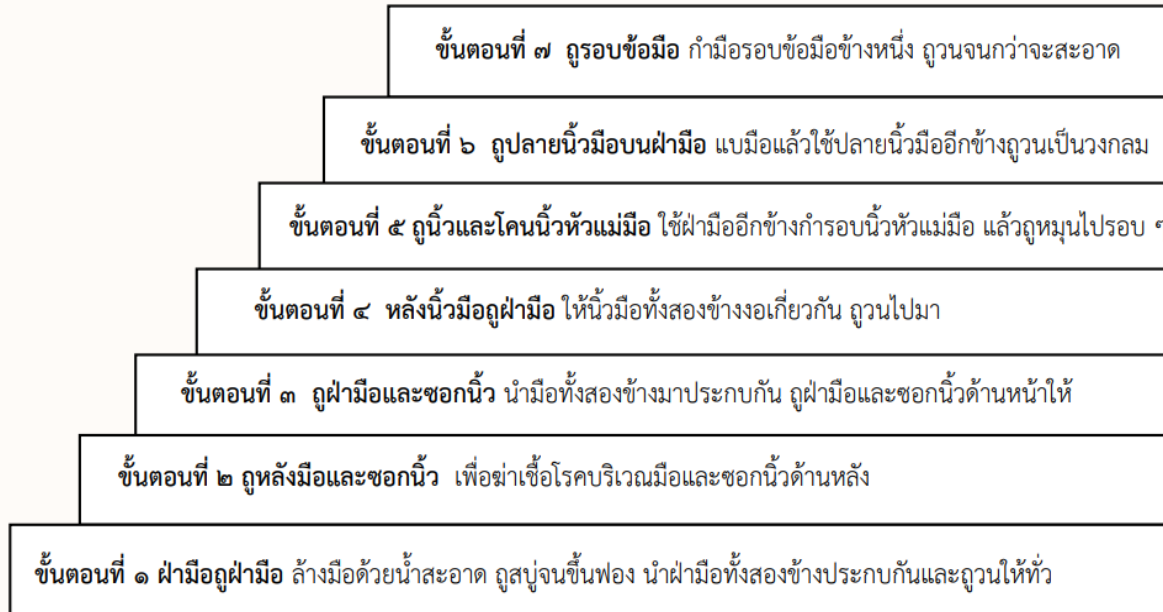 ขั้นตอนที่ ๗ ถูรอบข้อมือ กำมือรอบข้อมือข้างหนึ่ง ถูวนจนกว่าจะสะอาด
ขั้นตอนที่ ๖ ถูปลายนิ้วมือบนฝ่ามือ แบมือแล้วใช้ปลายนิ้วมืออีกข้างถูวนเป็นวงกลม
ขั้นตอนที่ ๕ ถูนิ้วและโคนนิ้วหัวแม่มือ ใช้ฝ่ามืออีกข้างกำรอบนิ้วหัวแม่มือ แล้วถูหมุนไปรอบ ๆ
ขั้นตอนที่ ๔ หลังนิ้วมือถูฝ่ามือ ให้นิ้วมือทั้งสองข้างงอเกี่ยวกัน ถูวนไปมา
ขั้นตอนที่ ๓ ถูฝ่ามือและซอกนิ้ว นำมือทั้งสองข้างมาประกบกัน ถูฝ่ามือและซอกนิ้วด้านหน้าให้
ขั้นตอนที่ ๒ ถูหลังมือและซอกนิ้ว เพื่อฆ่าเชื้อโรคบริเวณมือและซอกนิ้วด้านหลัง
ขั้นตอนที่ ๑ ฝ่ามือถูฝ่ามือ ล้างมือด้วยน้ำสะอาด ถูสบู่จนขึ้นฟอง นำฝ่ามือทั้งสองข้างประกบกันและถูวนให้ทั่ว